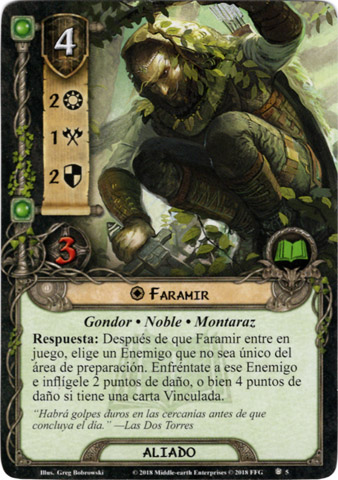 4
2
1
2
3
Faramir
Gondor • Noble • Montaraz
Respuesta: Después de que Faramir entre en
juego, elige un Enemigo que no sea único del
área de preparación. Enfréntate a ese Enemigo
e inflígele 2 puntos de daño, o bien 4 puntos de
daño si tiene una carta Vinculada.
“Habrá golpes duros en las cercanías antes de que
concluya el día.” —Las Dos Torres
ALIADO
Illus. Greg Bobrowski
© 2018 Middle-earth Enterprises © 2018 FFG
5